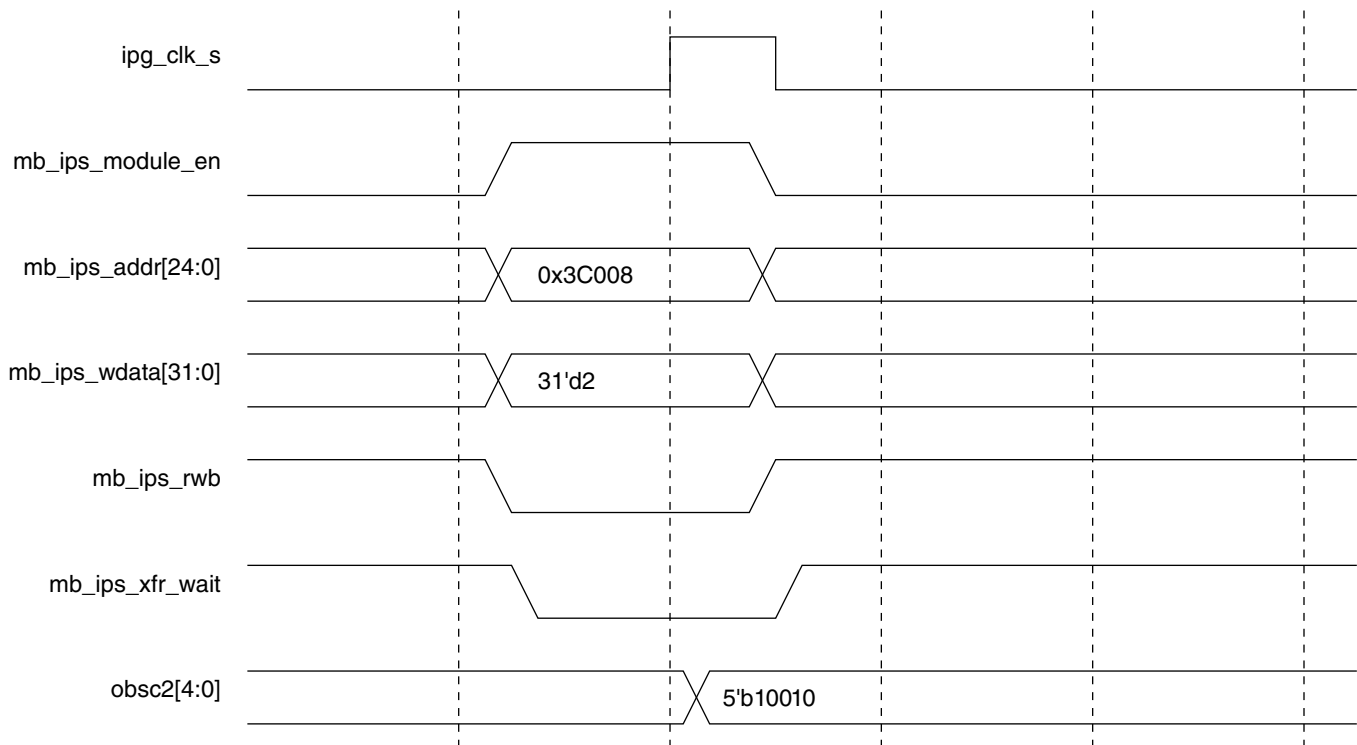 ipg_clk_s
mb_ips_module_en
mb_ips_addr[24:0]
0x3C008
mb_ips_wdata[31:0]
31'd2
mb_ips_rwb
mb_ips_xfr_wait
obsc2[4:0]
5'b10010